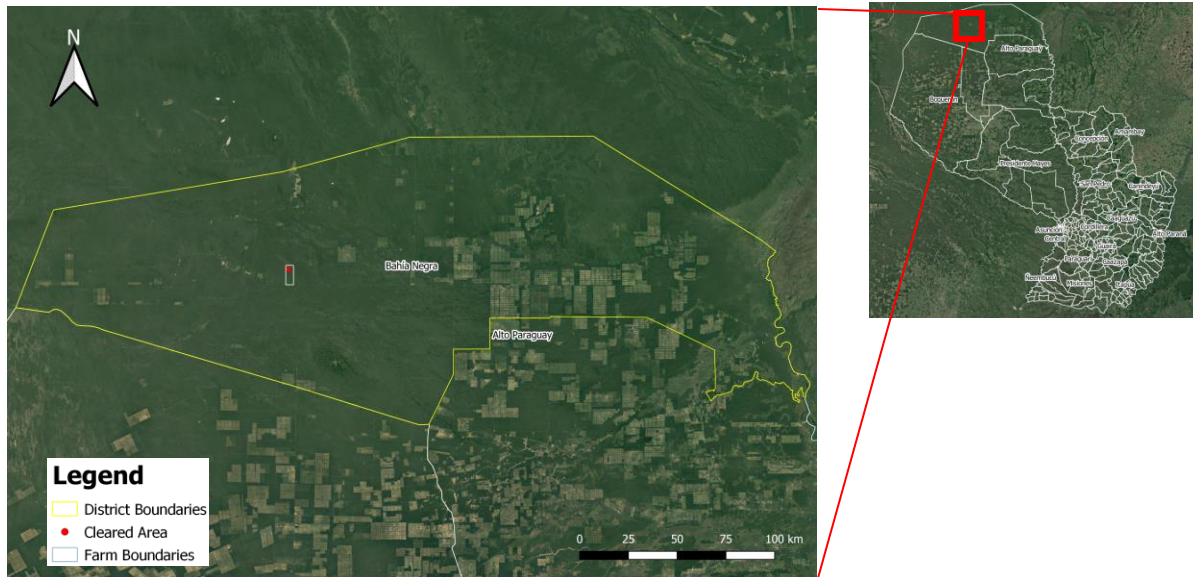 N
Bahía Negra
Alto Paraguay
Legend
District Boundaries
Cleared Area
Farm Boundaries
0 25 50 75 100 km
Alto Paraguay
Boquerón
Concepción
Amambay
Presidente Hayes
San Pedro
Canindeyú
Caaguazú
Cordillera
Asunción
Central
Alto Paraná
Guairá
Paraguarí
Caazapá
Ñeembucú
Misiones
Itapúa